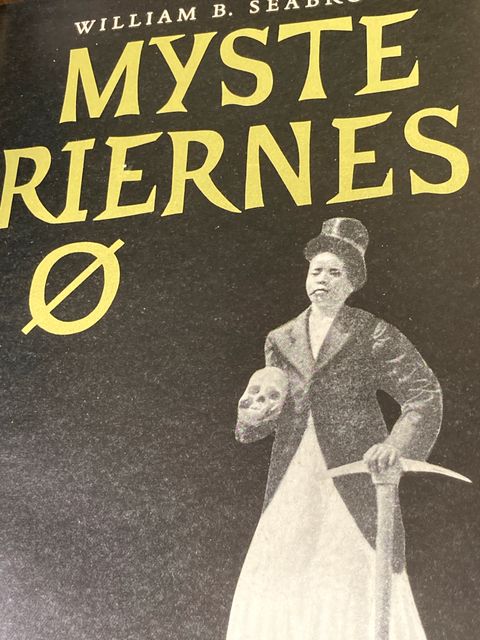 WILLIAM B. SEABRO
MYSTE
RIERNES
Ø